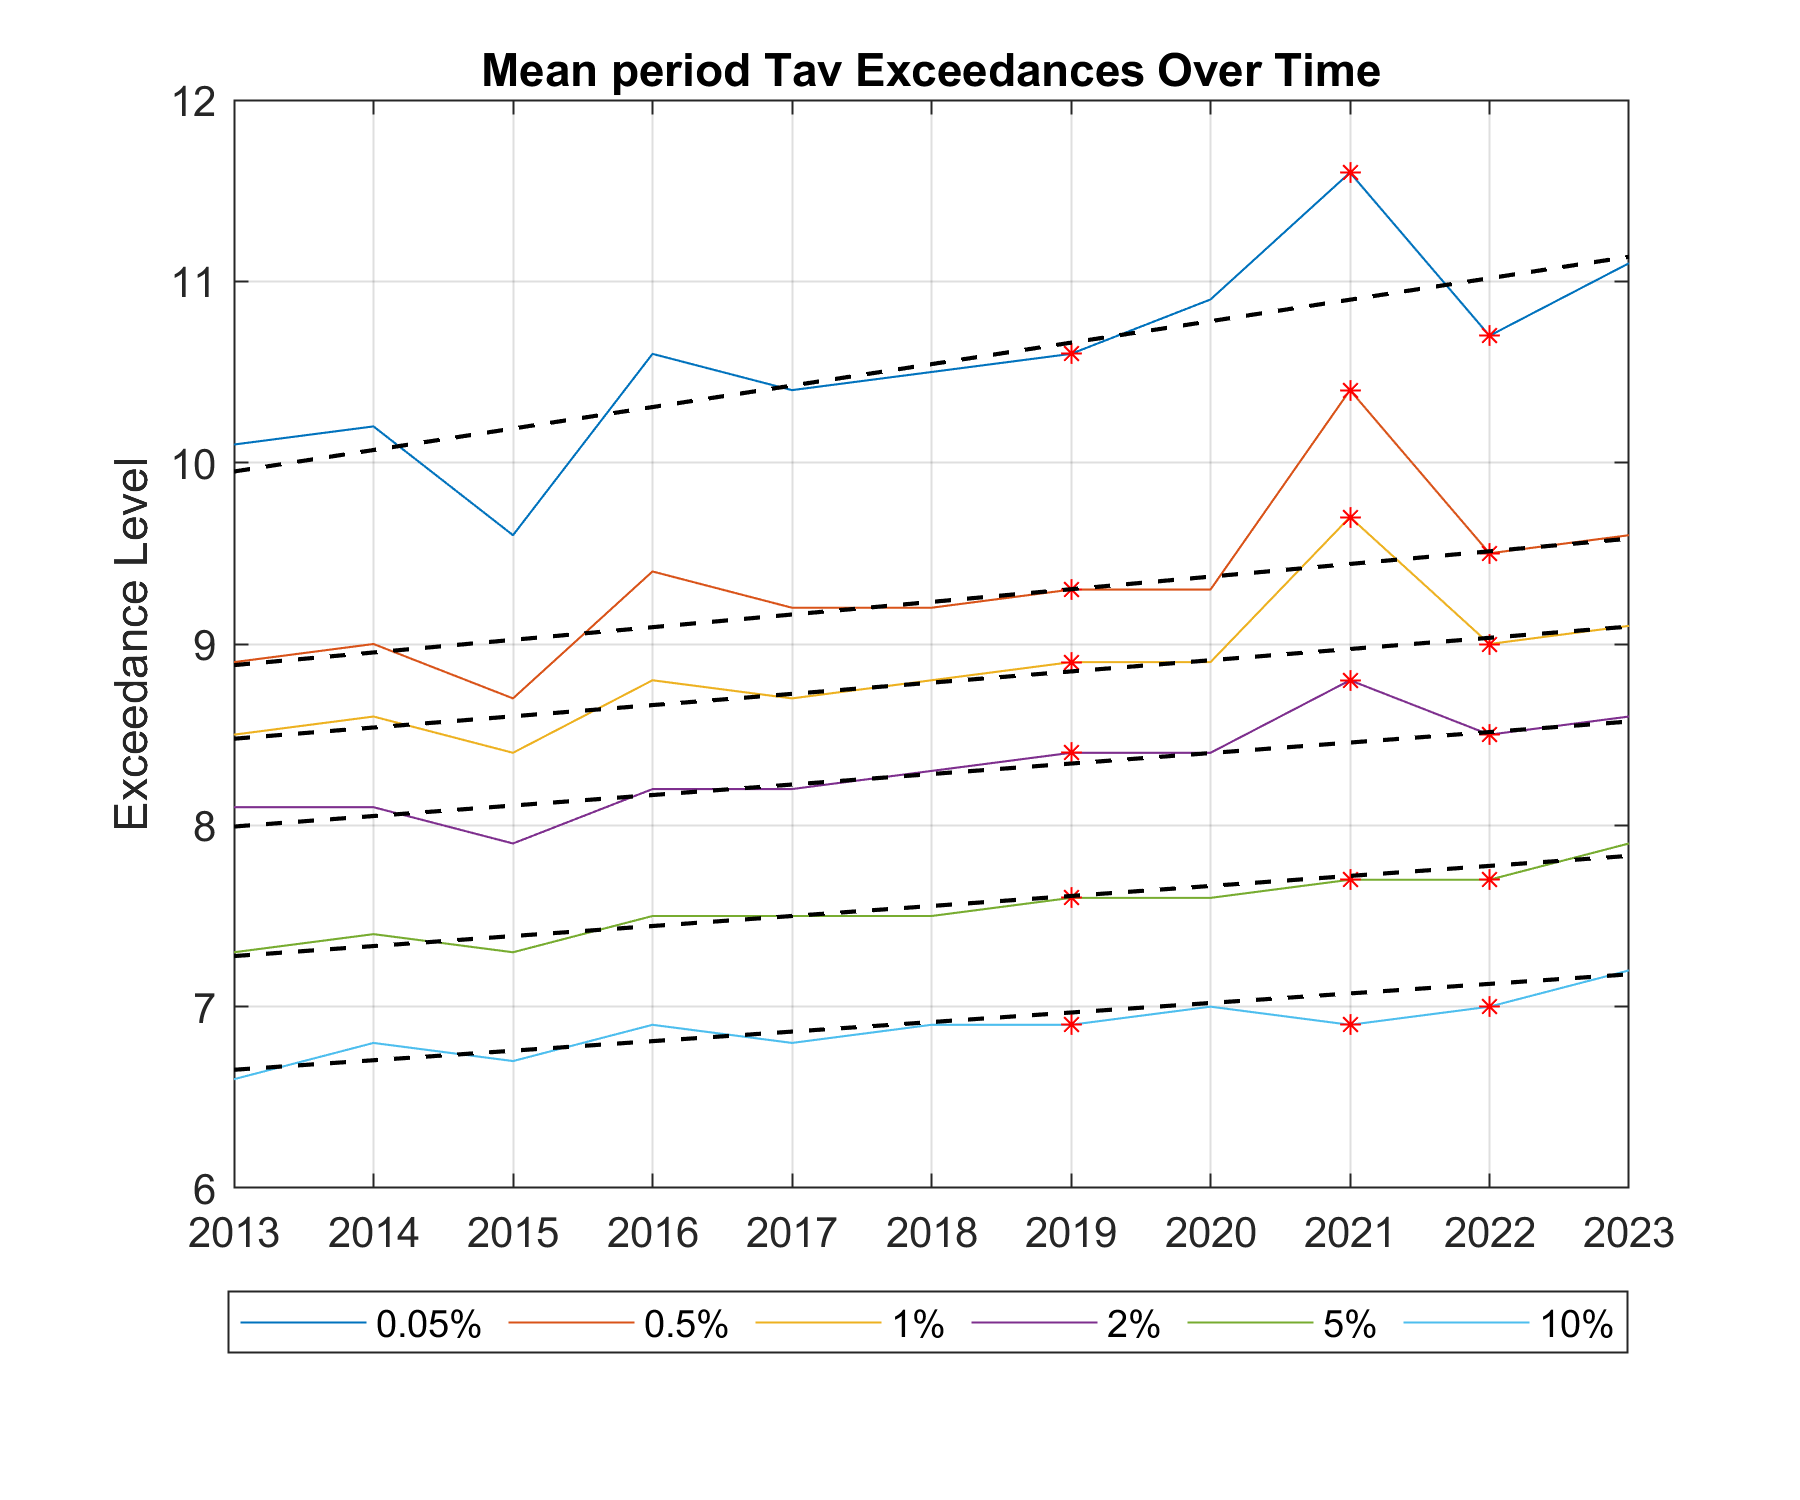 Mean period Tav Exceedances Over Time
Exceedance Level
12
11
10
9
8
7
6
2013 2014 2015 2016 2017 2018 2019 2020 2021 2022 2023
0.05% 0.5% 1% 2% 5% 10%